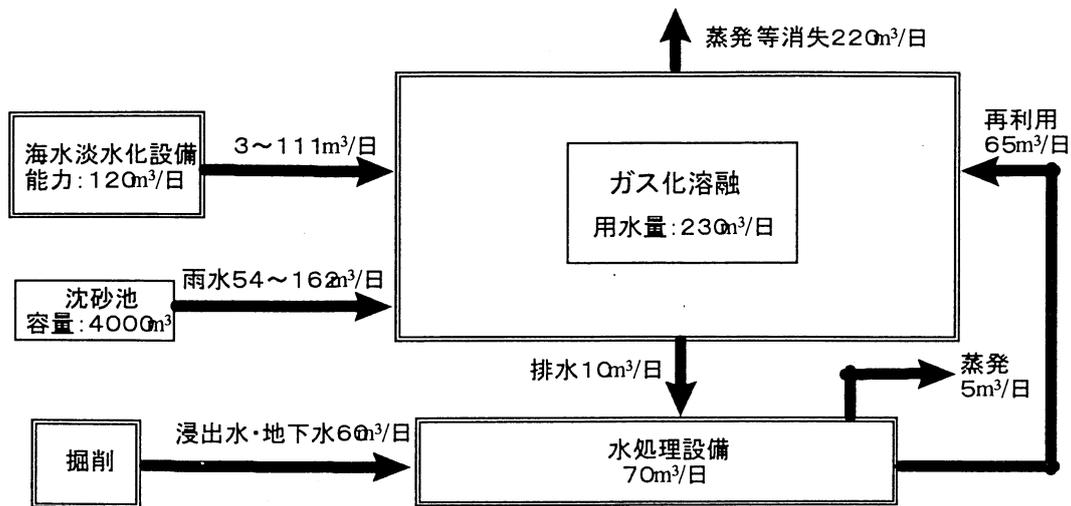 蒸発等消失220m³/日
海水淡水化設備
能力:120m³/日
3~111m³/日
再利用
65m³/日
ガス化溶融
用水量:230m³/日
雨水54~162m³/日
沈砂池
容量:4000m³
排水10m³/日
蒸発
5m³/日
浸出水・地下水60m³/日
掘削
水処理設備
70m³/日